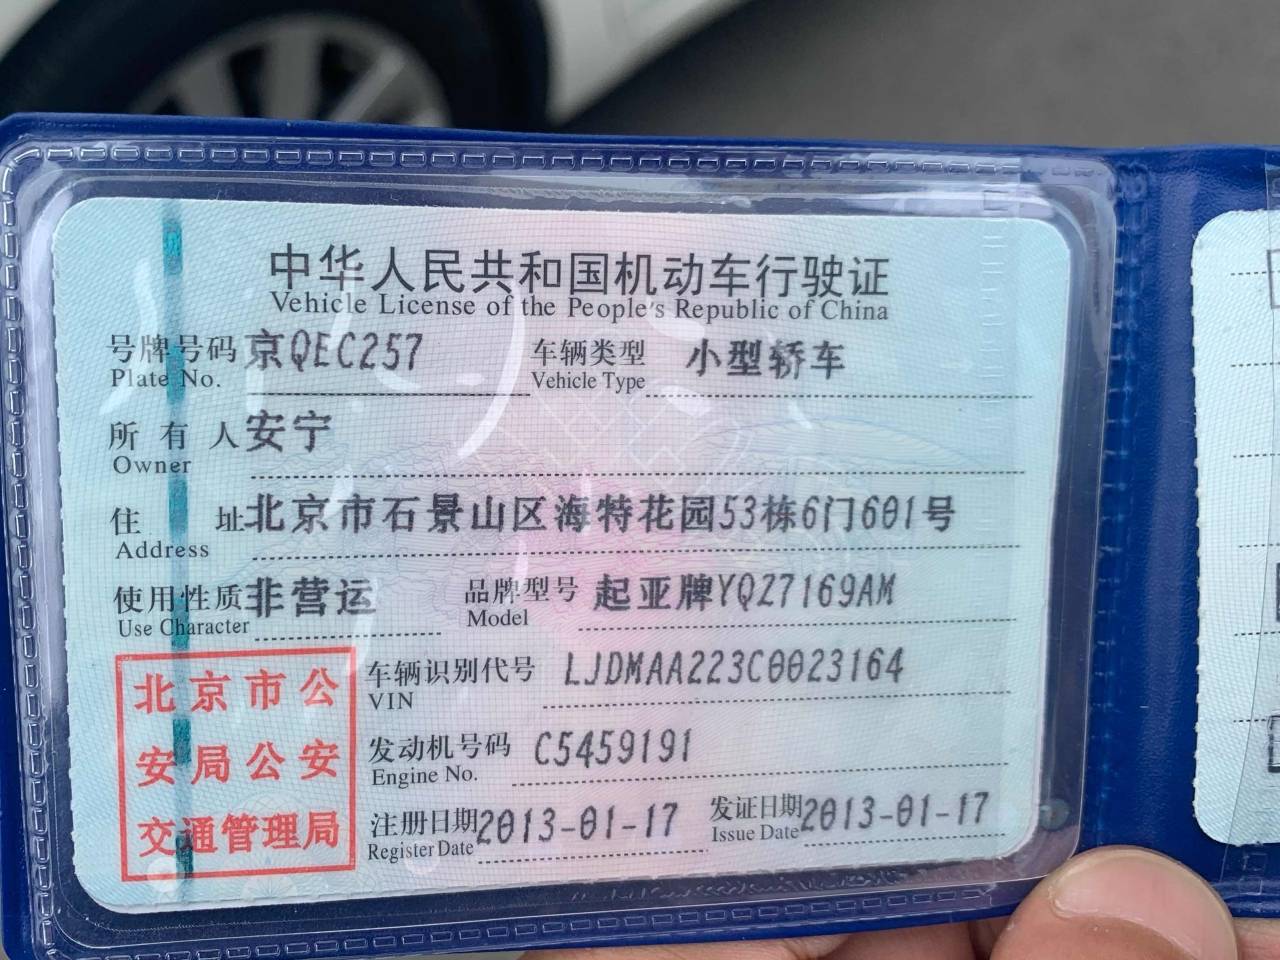 中华人民共和国机动车行驶证
Vehicle License of the People's Republic of China
号牌号码 京QEC257 车辆类型 小型轿车
Plate No. Vehicle Type
所有人 安宁
Owner
住址 北京市石景山区海特花园53栋6门601号
Address
使用性质 非营运 品牌型号 起亚牌YQZ7169AM
Use Character Model
车辆识别代号 LJDMAA223C0023164
VIN
发动机号码 C5459191
Engine No.
注册日期 2013-01-17 发证日期 2013-01-17
Register Date Issue Date
北京市公
安局公安
交通管理局